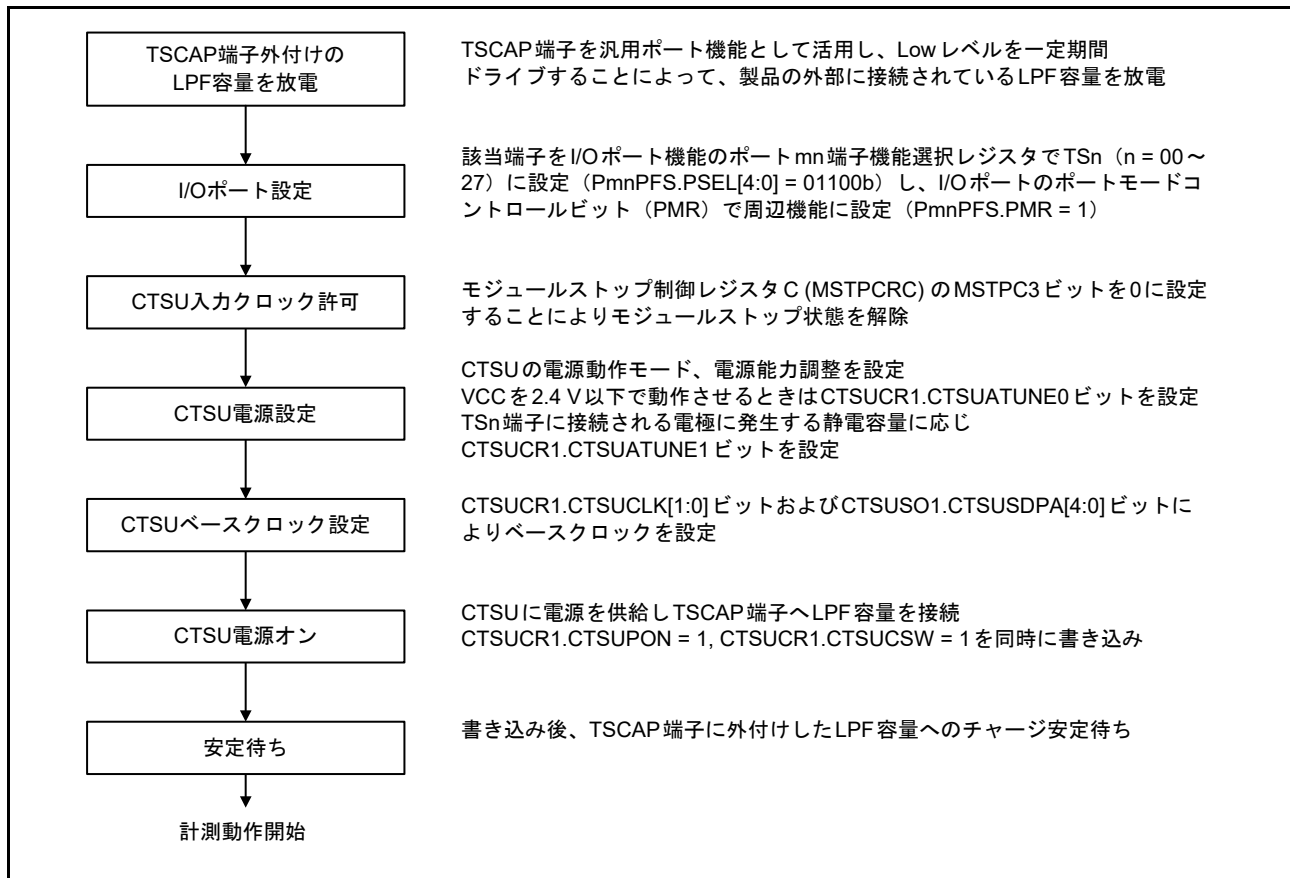 TSCAP端子外付けの
LPF容量を放電
TSCAP端子を汎用ポート機能として活用し、Lowレベルを一定期間
ドライブすることによって、製品の外部に接続されているLPF容量を放電
I/Oポート設定
該当端子をI/Oポート機能のポートmn端子機能選択レジスタでTSn（n = 00～
27）に設定（PmnPFS.PSEL[4:0] = 01100b）し、I/Oポートのポートモードコ
ントロールビット（PMR）で周辺機能に設定（PmnPFS.PMR = 1）
CTSU入力クロック許可
モジュールストップ制御レジスタC (MSTPCRC) のMSTPC3ビットを0に設定
することによりモジュールストップ状態を解除
CTSU電源設定
CTSUの電源動作モード、電源能力調整を設定
VCCを2.4 V以下で動作させるときはCTSUCR1.CTSUATUNE0ビットを設定
TSn端子に接続される電極に発生する静電容量に応じ
CTSUCR1.CTSUATUNE1ビットを設定
CTSUベースクロック設定
CTSUCR1.CTSUCLK[1:0]ビットおよびCTSUSO1.CTSUSDPA[4:0]ビットに
よりベースクロックを設定
CTSU電源オン
CTSUに電源を供給しTSCAP端子へLPF容量を接続
CTSUCR1.CTSUPON = 1, CTSUCR1.CTSUCSW = 1を同時に書き込み
安定待ち
書き込み後、TSCAP端子に外付けしたLPF容量へのチャージ安定待ち
計測動作開始